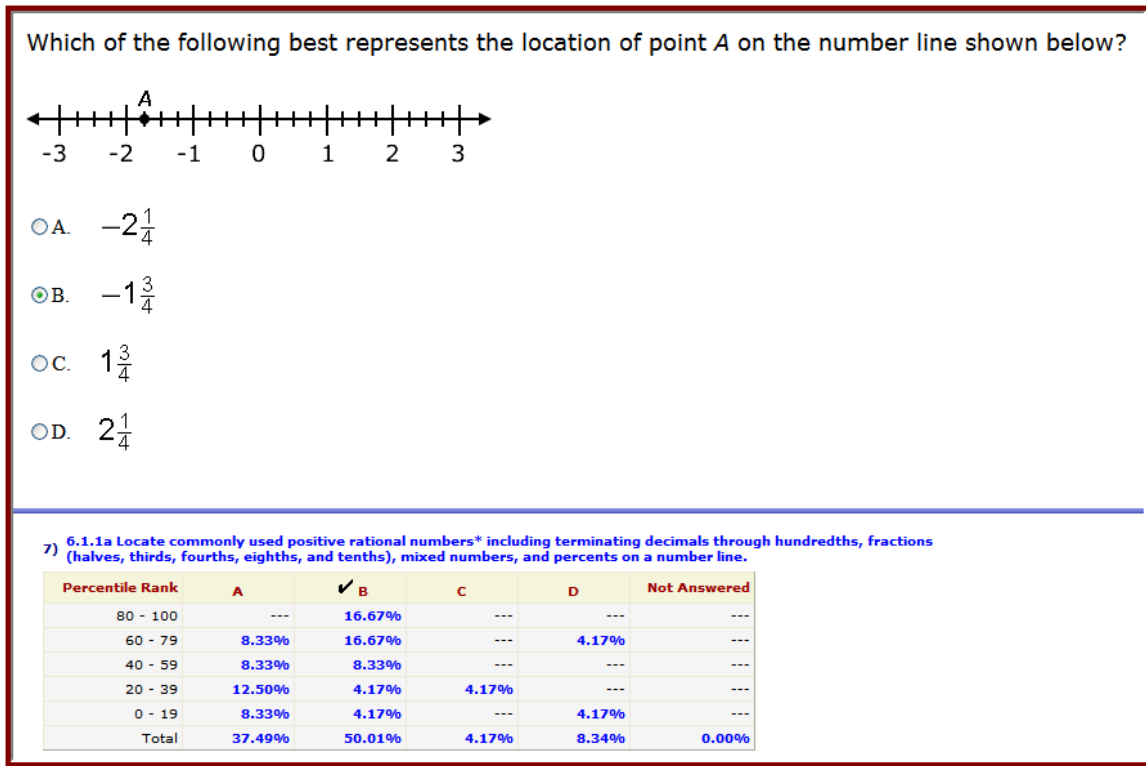 Which of the following best represents the location of point A on the number line shown below?
A
-3 -2 -1 0 1 2 3
A. −2 1/4
B. −1 3/4
C. 1 3/4
D. 2 1/4
7) 6.1.1a Locate commonly used positive rational numbers* including terminating decimals through hundredths, fractions
(halves, thirds, fourths, eighths, and tenths), mixed numbers, and percents on a number line.
Percentile Rank A ✔ B C D Not Answered
80 - 100 --- 16.67% --- --- ---
60 - 79 8.33% 16.67% --- 4.17% ---
40 - 59 8.33% 8.33% --- --- ---
20 - 39 12.50% 4.17% 4.17% --- ---
0 - 19 8.33% 4.17% --- 4.17% ---
Total 37.49% 50.01% 4.17% 8.34% 0.00%